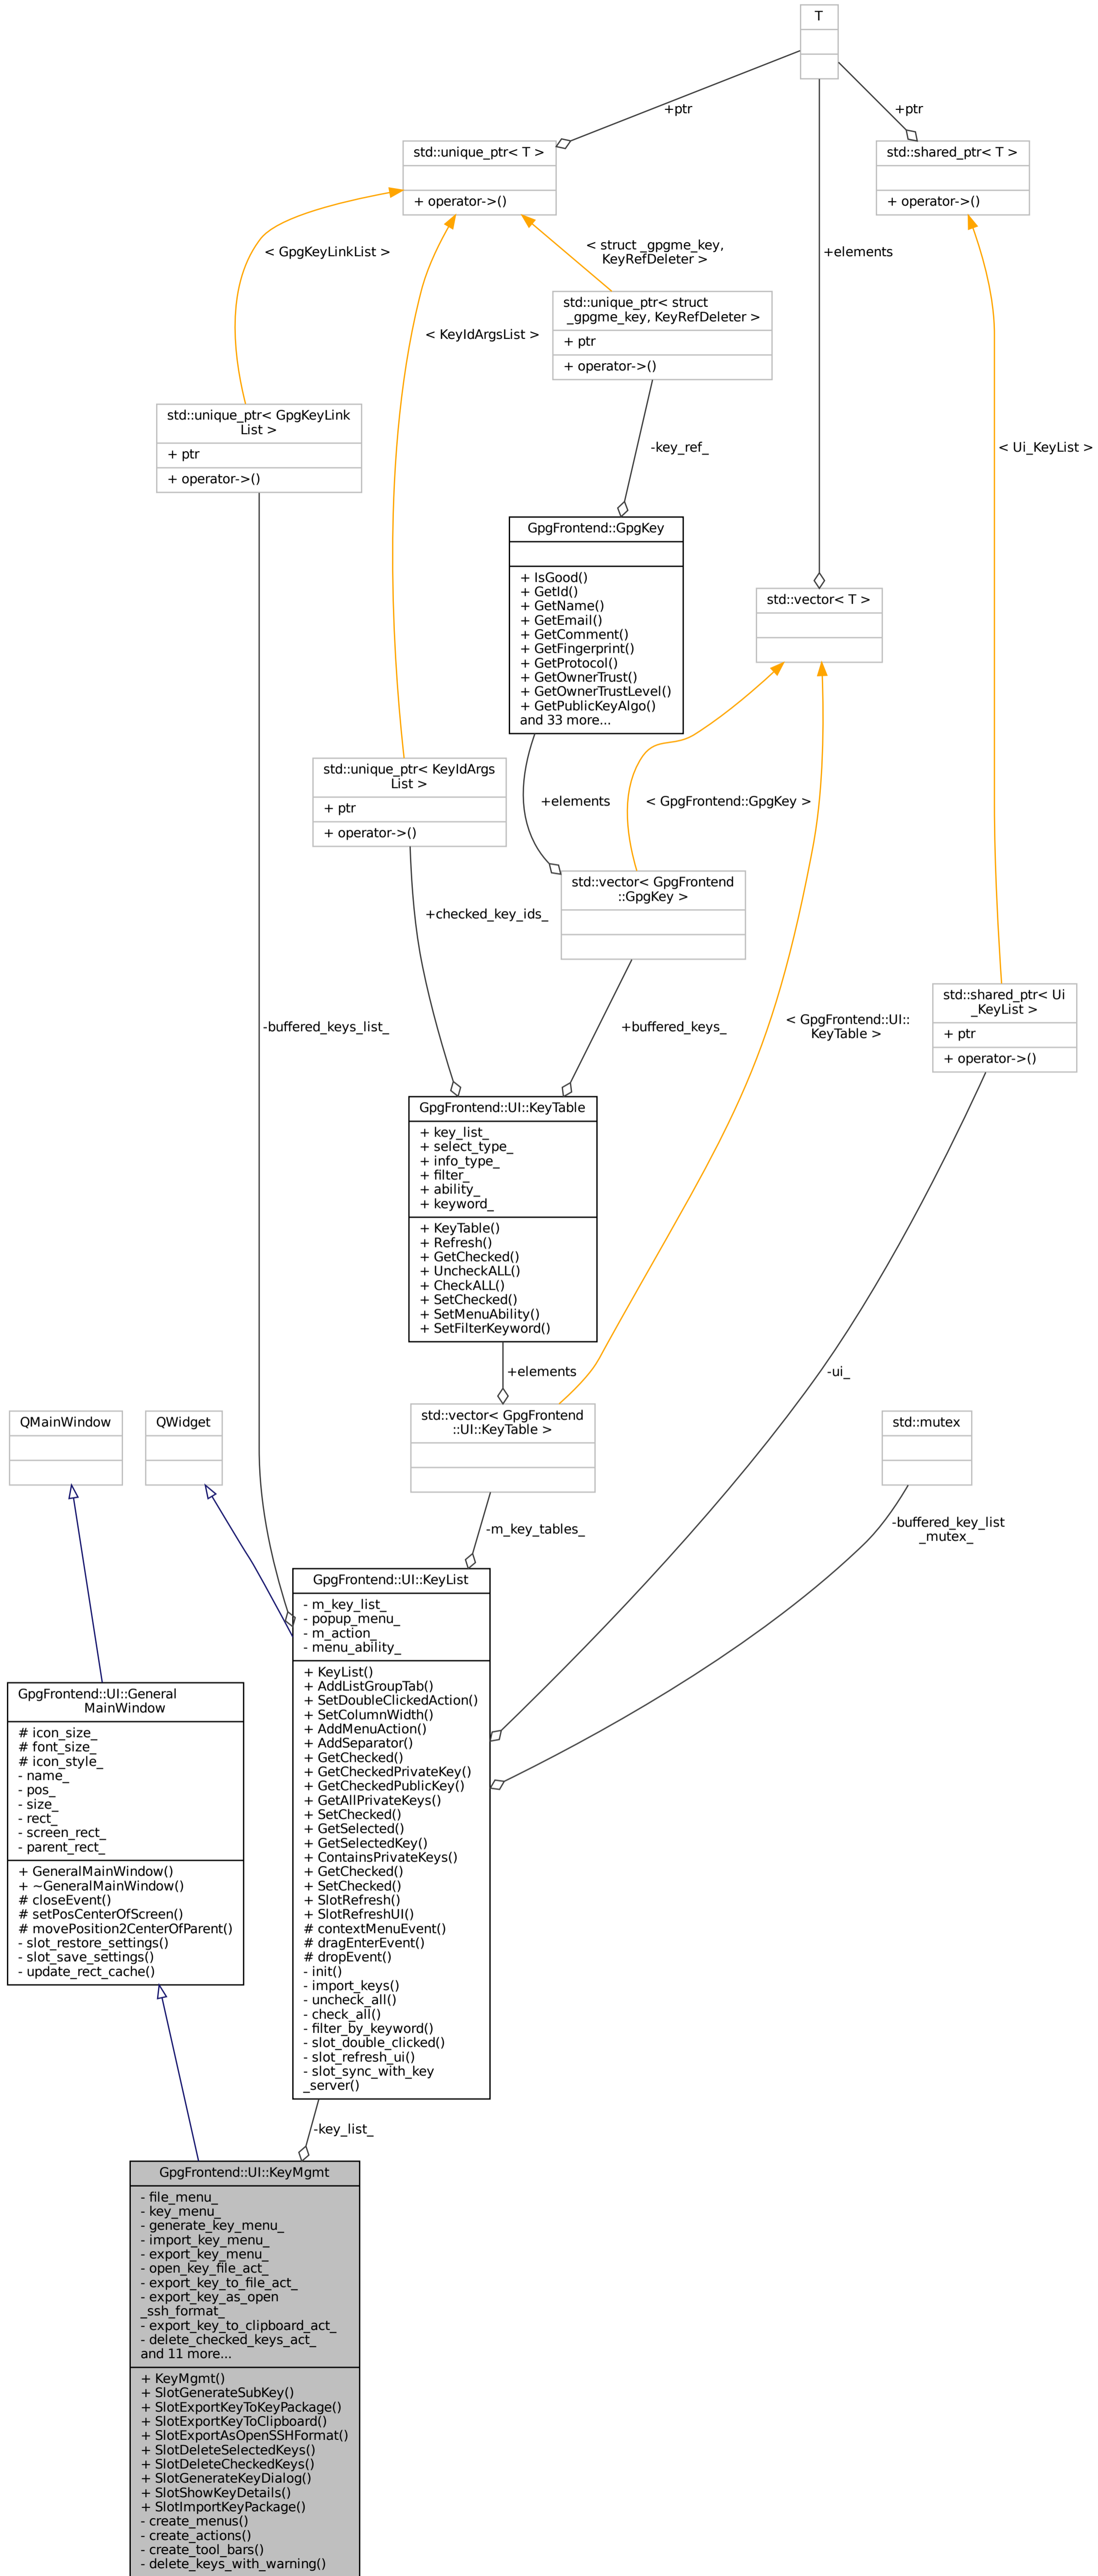 T
+ptr
+ptr
std::unique_ptr< T >
+ operator->()
std::shared_ptr< T >
+ operator->()
< GpgKeyLinkList >
< struct _gpgme_key,
KeyRefDeleter >
+elements
std::unique_ptr< struct
_gpgme_key, KeyRefDeleter >
+ ptr
+ operator->()
< KeyIdArgsList >
std::unique_ptr< GpgKeyLink
List >
+ ptr
+ operator->()
-key_ref_
< Ui_KeyList >
GpgFrontend::GpgKey
+ IsGood()
+ GetId()
+ GetName()
+ GetEmail()
+ GetComment()
+ GetFingerprint()
+ GetProtocol()
+ GetOwnerTrust()
+ GetOwnerTrustLevel()
+ GetPublicKeyAlgo()
and 33 more...
std::vector< T >
std::unique_ptr< KeyIdArgs
List >
+ ptr
+ operator->()
+elements
< GpgFrontend::GpgKey >
std::vector< GpgFrontend
::GpgKey >
+checked_key_ids_
-buffered_keys_list_
+buffered_keys_
< GpgFrontend::UI::
KeyTable >
std::shared_ptr< Ui
_KeyList >
+ ptr
+ operator->()
GpgFrontend::UI::KeyTable
+ key_list_
+ select_type_
+ info_type_
+ filter_
+ ability_
+ keyword_
+ KeyTable()
+ Refresh()
+ GetChecked()
+ UncheckALL()
+ CheckALL()
+ SetChecked()
+ SetMenuAbility()
+ SetFilterKeyword()
+elements
-ui_
QMainWindow
QWidget
std::vector< GpgFrontend
::UI::KeyTable >
std::mutex
-m_key_tables_
-buffered_key_list
_mutex_
GpgFrontend::UI::KeyList
- m_key_list_
- popup_menu_
- m_action_
- menu_ability_
+ KeyList()
+ AddListGroupTab()
+ SetDoubleClickedAction()
+ SetColumnWidth()
+ AddMenuAction()
+ AddSeparator()
+ GetChecked()
+ GetCheckedPrivateKey()
+ GetCheckedPublicKey()
+ GetAllPrivateKeys()
+ SetChecked()
+ GetSelected()
+ GetSelectedKey()
+ ContainsPrivateKeys()
+ GetChecked()
+ SetChecked()
+ SlotRefresh()
+ SlotRefreshUI()
# contextMenuEvent()
# dragEnterEvent()
# dropEvent()
- init()
- import_keys()
- uncheck_all()
- check_all()
- filter_by_keyword()
- slot_double_clicked()
- slot_refresh_ui()
- slot_sync_with_key
_server()
GpgFrontend::UI::General
MainWindow
# icon_size_
# font_size_
# icon_style_
- name_
- pos_
- size_
- rect_
- screen_rect_
- parent_rect_
+ GeneralMainWindow()
+ ~GeneralMainWindow()
# closeEvent()
# setPosCenterOfScreen()
# movePosition2CenterOfParent()
- slot_restore_settings()
- slot_save_settings()
- update_rect_cache()
-key_list_
GpgFrontend::UI::KeyMgmt
- file_menu_
- key_menu_
- generate_key_menu_
- import_key_menu_
- export_key_menu_
- open_key_file_act_
- export_key_to_file_act_
- export_key_as_open
_ssh_format_
- export_key_to_clipboard_act_
- delete_checked_keys_act_
and 11 more...
+ KeyMgmt()
+ SlotGenerateSubKey()
+ SlotExportKeyToKeyPackage()
+ SlotExportKeyToClipboard()
+ SlotExportAsOpenSSHFormat()
+ SlotDeleteSelectedKeys()
+ SlotDeleteCheckedKeys()
+ SlotGenerateKeyDialog()
+ SlotShowKeyDetails()
+ SlotImportKeyPackage()
- create_menus()
- create_actions()
- create_tool_bars()
- delete_keys_with_warning()